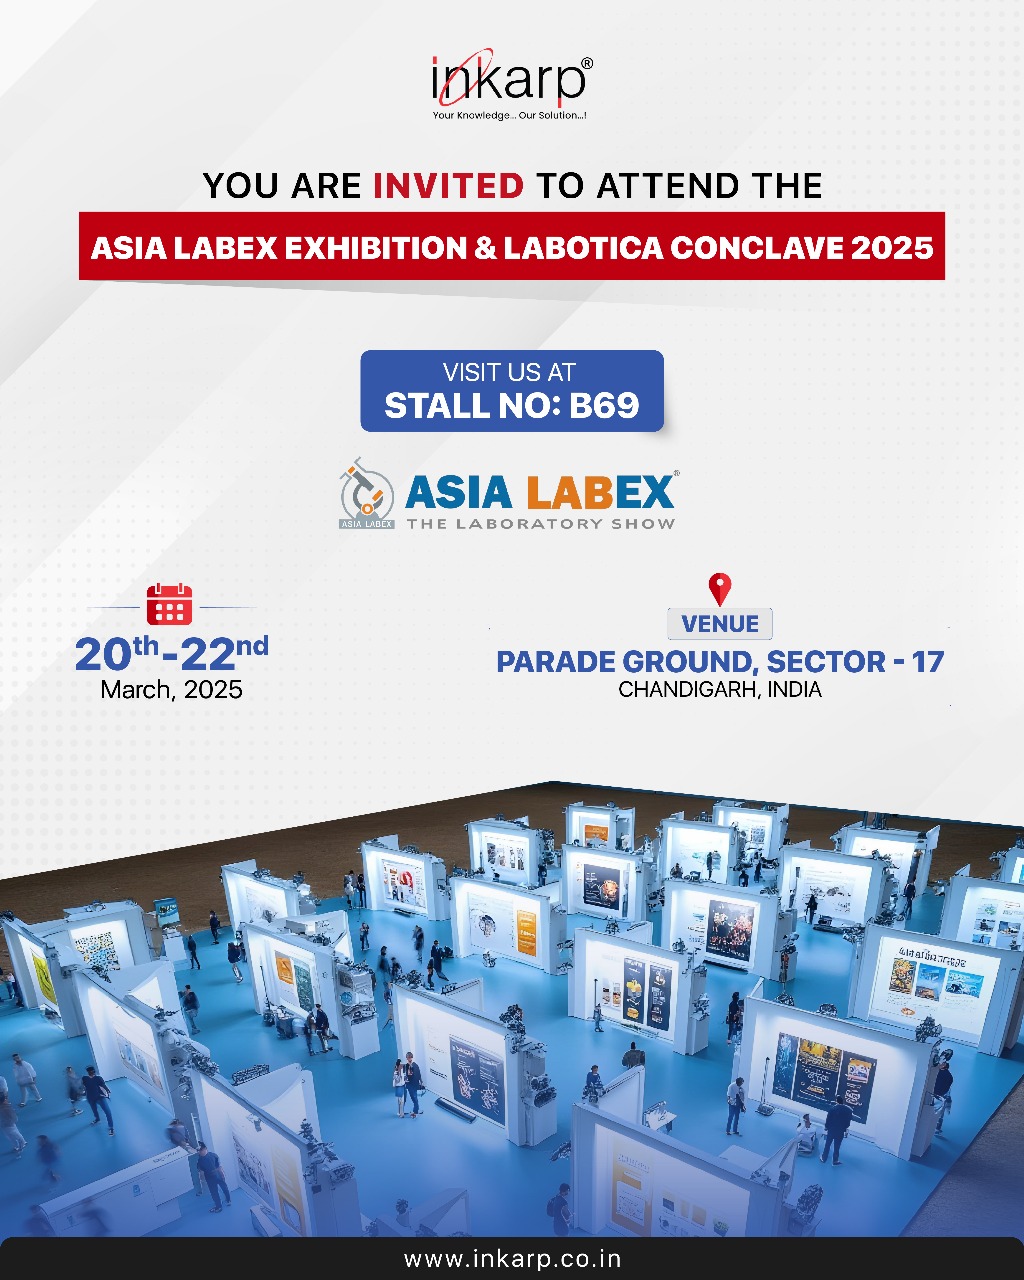 inkarp®
Your Knowledge... Our Solution...!
YOU ARE INVITED TO ATTEND THE
ASIA LABEX EXHIBITION & LABOTICA CONCLAVE 2025
VISIT US AT
STALL NO: B69
ASIA LABEX®
ASIA LABEX
THE LABORATORY SHOW
20th-22nd
March, 2025
VENUE
PARADE GROUND, SECTOR - 17
CHANDIGARH, INDIA
www.inkarp.co.in